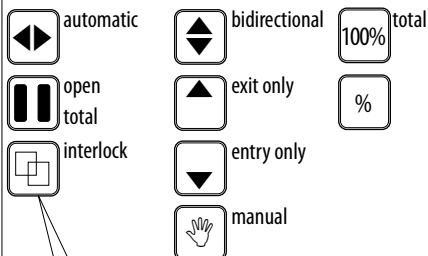 automatic
bidirectional
100% total
open
total
exit only
%
interlock
entry only
manual